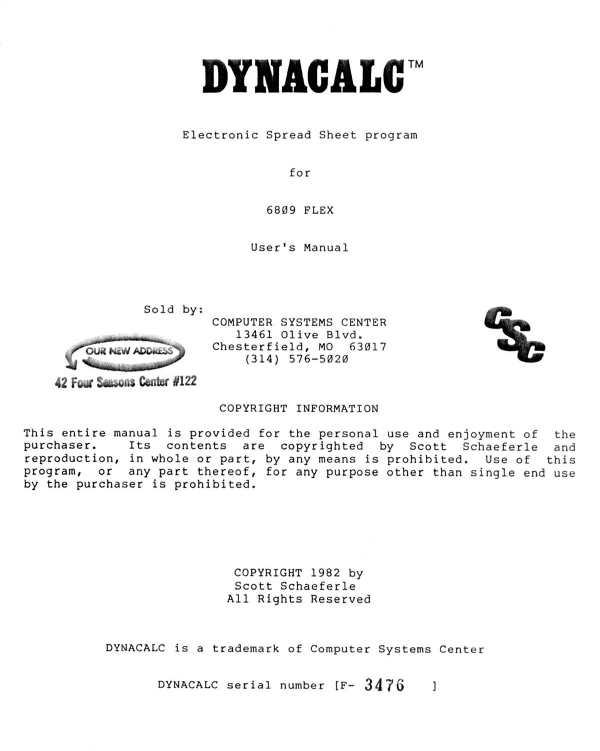 DYNACALC™
Electronic Spread Sheet program
for
6809 FLEX
User's Manual
Sold by:
COMPUTER SYSTEMS CENTER
13461 Olive Blvd.
Chesterfield, MO 63017
(314) 576-5020
OUR NEW ADDRESS
42 Four Seasons Center #122
CSC
COPYRIGHT INFORMATION
This entire manual is provided for the personal use and enjoyment of the
purchaser. Its contents are copyrighted by Scott Schaeferle and
reproduction, in whole or part, by any means is prohibited. Use of this
program, or any part thereof, for any purpose other than single end use
by the purchaser is prohibited.
COPYRIGHT 1982 by
Scott Schaeferle
All Rights Reserved
DYNACALC is a trademark of Computer Systems Center
DYNACALC serial number [F- 3476 ]